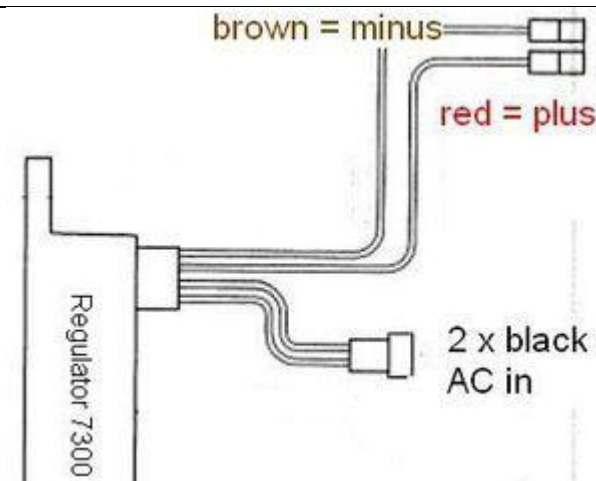 brown = minus
red = plus
2 x black
AC in
Regulator 7300